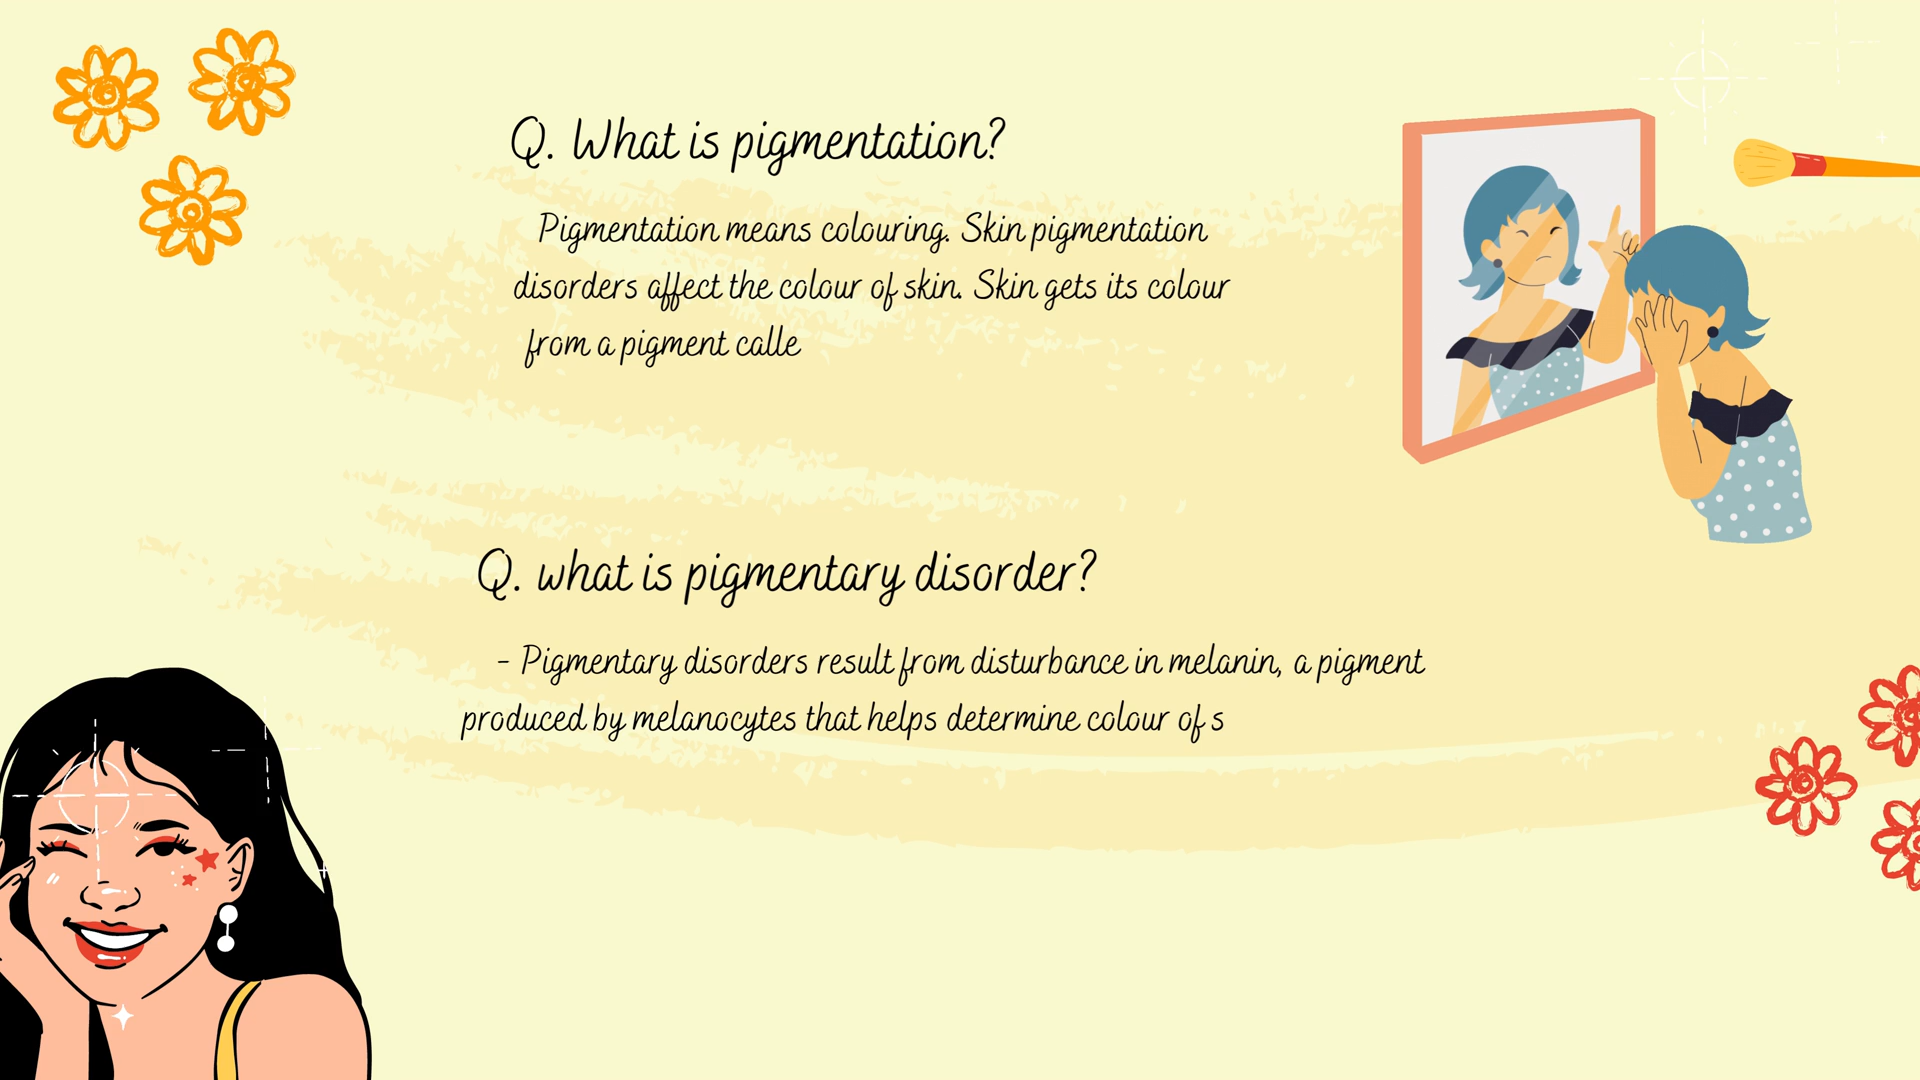 Q. What is pigmentation?
Pigmentation means colouring. Skin pigmentation
disorders affect the colour of skin. Skin gets its colour
from a pigment calle
Q. what is pigmentary disorder?
- Pigmentary disorders result from disturbance in melanin, a pigment
produced by melanocytes that helps determine colour of s